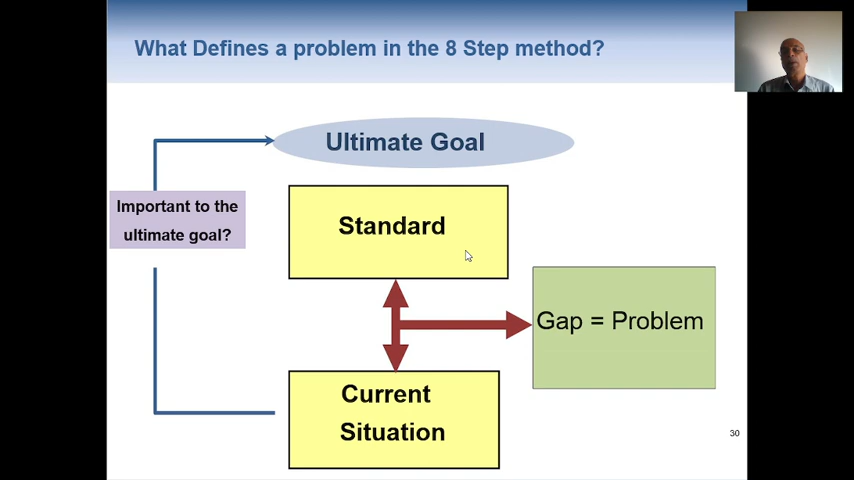 What Defines a problem in the 8 Step method?
Ultimate Goal
Important to the
ultimate goal?
Standard
Gap = Problem
Current
Situation
30